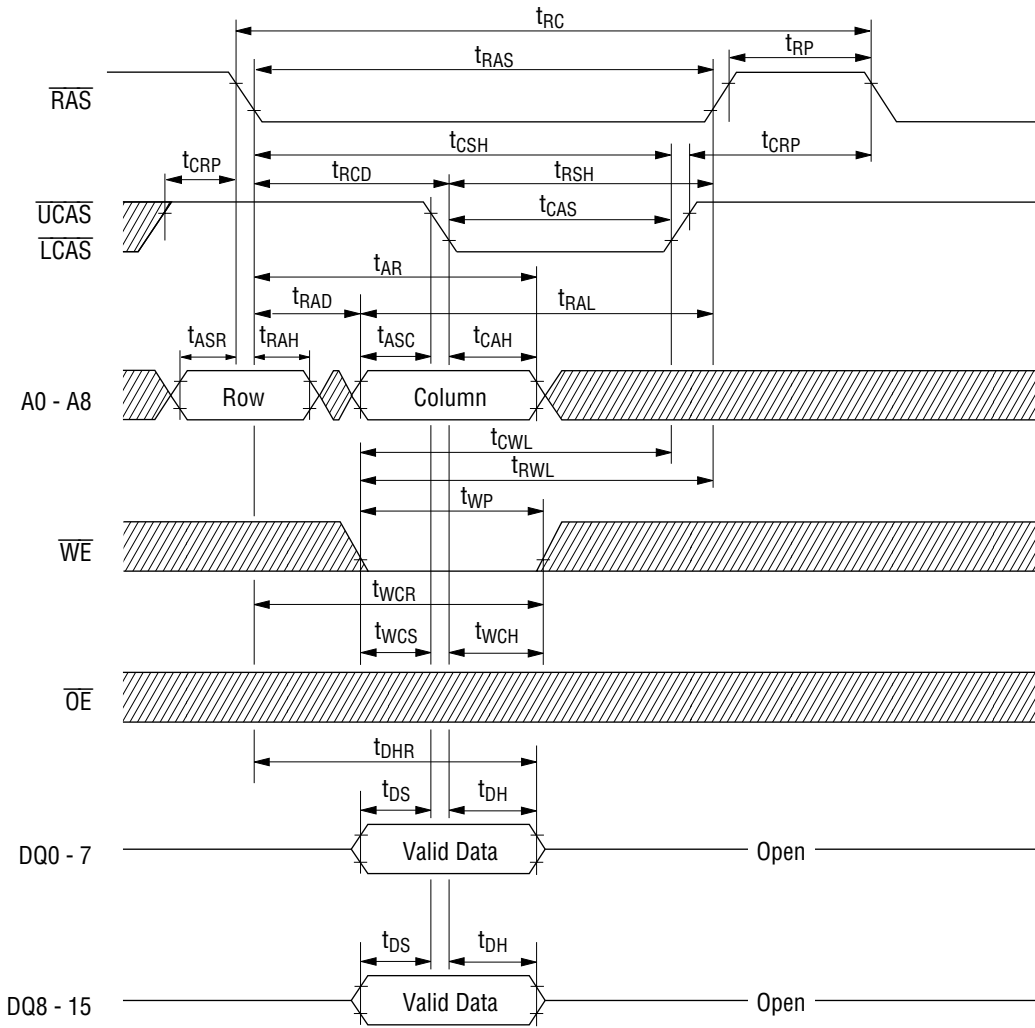 tRC
tRP
tRAS
RAS
tCSH
tCRP
tCRP
tRCD
tRSH
UCAS
tCAS
LCAS
tAR
tRAD
tRAL
tASR
tRAH
tASC
tCAH
A0 - A8
Row
Column
tCWL
tRWL
tWP
WE
tWCR
tWCS
tWCH
OE
tDHR
tDS
tDH
DQ0 - 7
Valid Data
Open
tDS
tDH
DQ8 - 15
Valid Data
Open